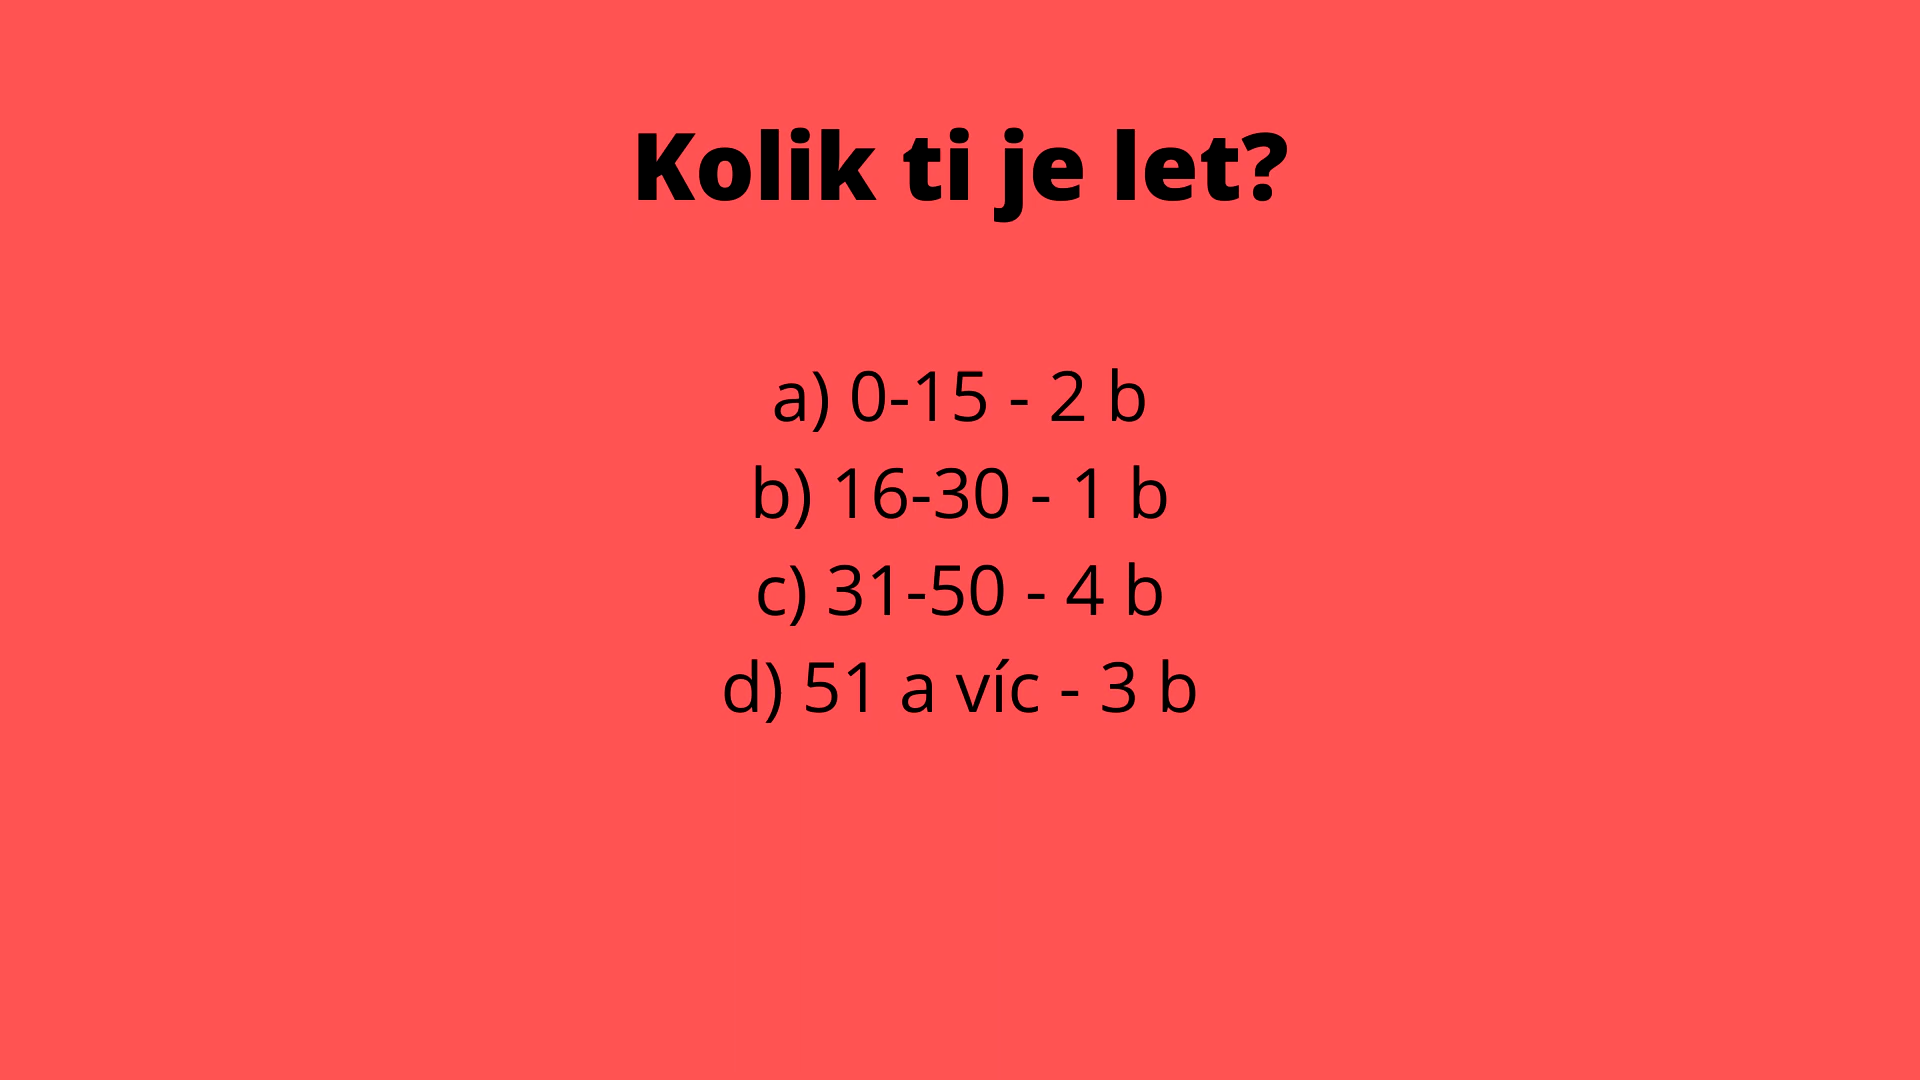 Kolik ti je let?
a) 0-15 - 2 b
b) 16-30 - 1 b
c) 31-50 - 4 b
d) 51 a víc - 3 b